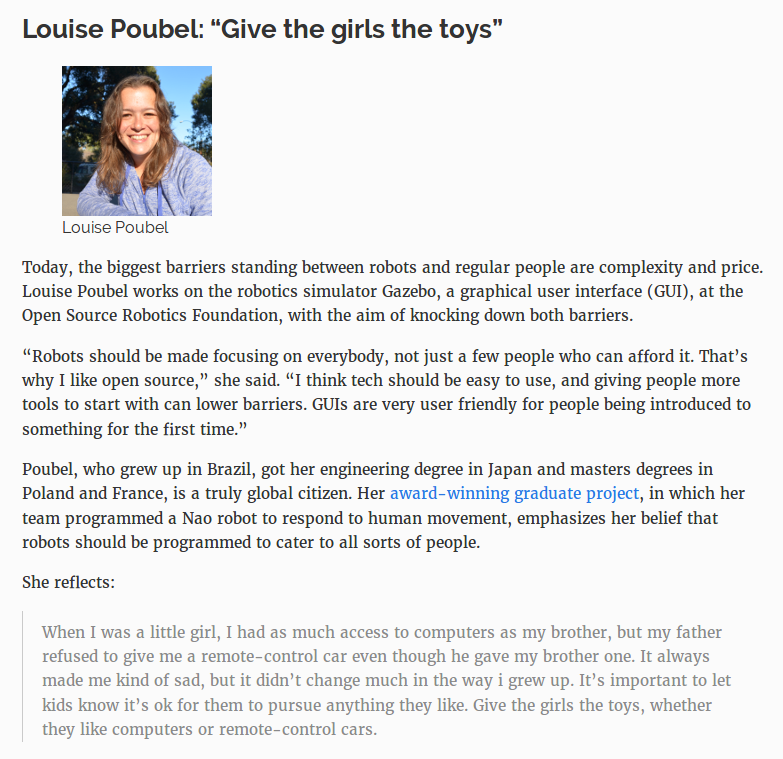 Louise Poubel: “Give the girls the toys”
Louise Poubel
Today, the biggest barriers standing between robots and regular people are complexity and price.
Louise Poubel works on the robotics simulator Gazebo, a graphical user interface (GUI), at the
Open Source Robotics Foundation, with the aim of knocking down both barriers.
“Robots should be made focusing on everybody, not just a few people who can afford it. That’s
why I like open source,” she said. “I think tech should be easy to use, and giving people more
tools to start with can lower barriers. GUIs are very user friendly for people being introduced to
something for the first time.”
Poubel, who grew up in Brazil, got her engineering degree in Japan and masters degrees in
Poland and France, is a truly global citizen. Her award-winning graduate project, in which her
team programmed a Nao robot to respond to human movement, emphasizes her belief that
robots should be programmed to cater to all sorts of people.
She reflects:
When I was a little girl, I had as much access to computers as my brother, but my father
refused to give me a remote-control car even though he gave my brother one. It always
made me kind of sad, but it didn’t change much in the way i grew up. It’s important to let
kids know it’s ok for them to pursue anything they like. Give the girls the toys, whether
they like computers or remote-control cars.